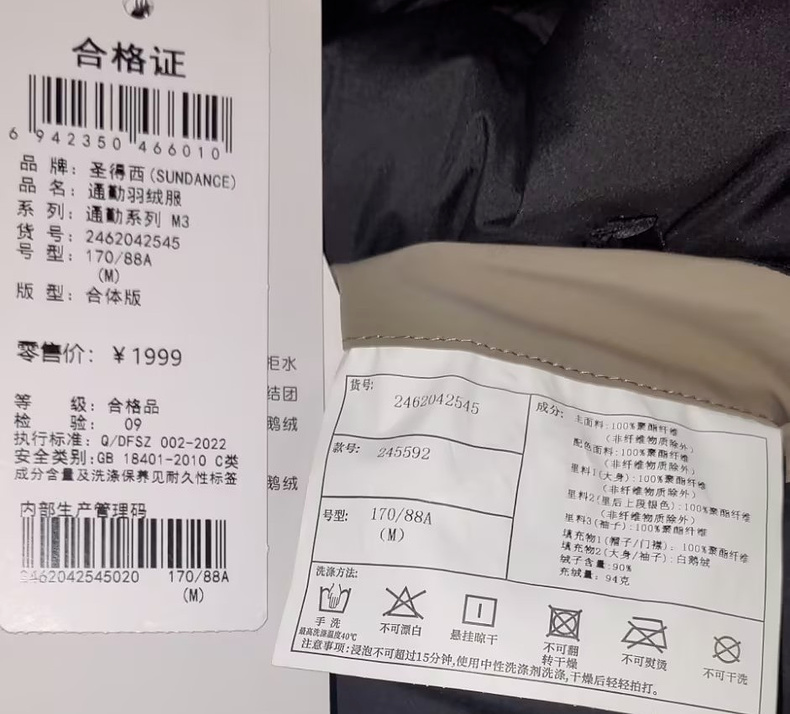 合格证
6 942350 466010
品 牌: 圣得西(SUNDANCE)
品 名: 通勤羽绒服
系 列: 通勤系列 M3
货 号: 2462042545
号 型: 170/88A
(M)
版 型: 合体版
零售价: ¥1999
等 级: 合格品
检 验: 09
执行标准: Q/DFSZ 002-2022
安全类别:GB 18401-2010 C类
成分含量及洗涤保养见耐久性标签
内部生产管理码
2462042545020 170/88A
(M)
拒水
结团
鹅绒
鹅绒
货号: 2462042545
款号: 245592
号型: 170/88A
(M)
成分: 主面料:100%聚酯纤维
(非纤维物质除外)
配色面料:100%聚酯纤维
(非纤维物质除外)
里料1(大身):100%聚酯纤维
(非纤维物质除外)
里料2(里后上段银色):100%聚酯纤维
(非纤维物质除外)
里料3(袖子):100%聚酯纤维
填充物1(帽子/门襟): 100%聚酯纤维
填充物2(大身/袖子):白鹅绒
绒子含量:90%
充绒量: 94克
洗涤方法:
手 洗
最高洗涤温度40℃
不可漂白
悬挂晾干
不可翻
转干燥
不可熨烫
不可干洗
注意事项:浸泡不可超过15分钟,使用中性洗涤剂洗涤,干燥后轻轻拍打。